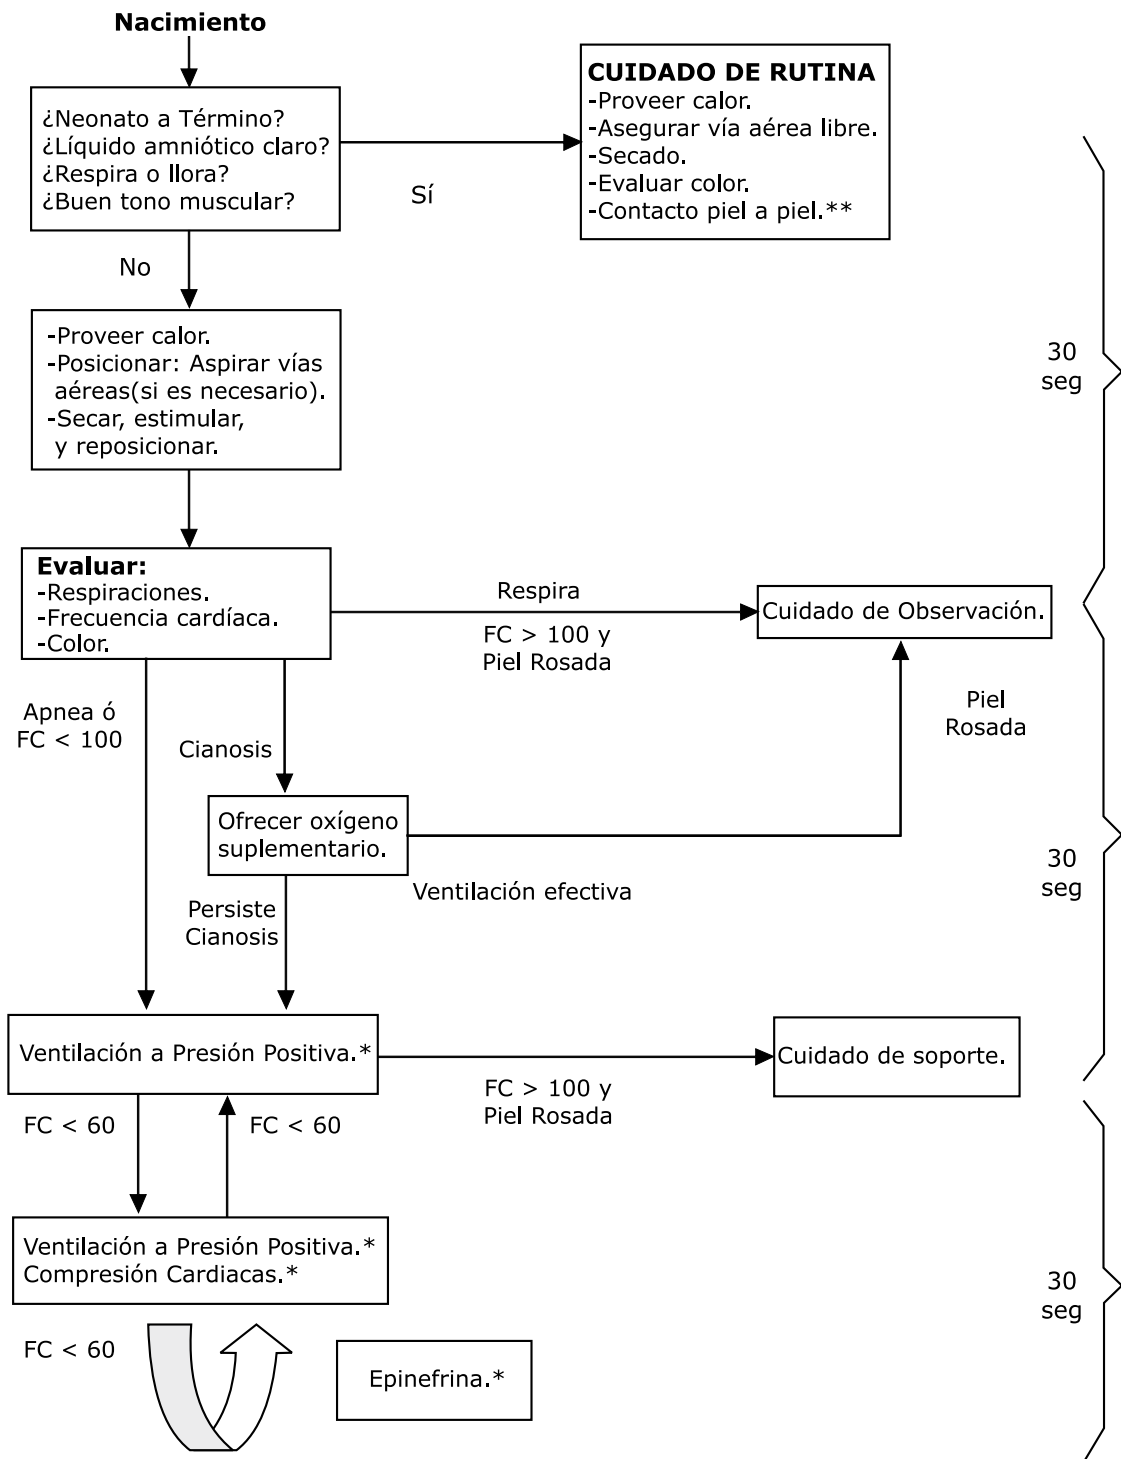 Nacimiento
¿Neonato a Término?
¿Líquido amniótico claro?
¿Respira o llora?
¿Buen tono muscular?
Sí
CUIDADO DE RUTINA
-Proveer calor.
-Asegurar vía aérea libre.
-Secado.
-Evaluar color.
-Contacto piel a piel.**
No
-Proveer calor.
-Posicionar: Aspirar vías
aéreas(si es necesario).
-Secar, estimular,
y reposicionar.
30
seg
Evaluar:
-Respiraciones.
-Frecuencia cardíaca.
-Color.
Respira
FC > 100 y
Piel Rosada
Cuidado de Observación.
Apnea ó
FC < 100
Cianosis
Piel
Rosada
Ofrecer oxígeno
suplementario.
Ventilación efectiva
Persiste
Cianosis
30
seg
Ventilación a Presión Positiva.*
FC > 100 y
Piel Rosada
Cuidado de soporte.
FC < 60
FC < 60
Ventilación a Presión Positiva.*
Compresión Cardiacas.*
30
seg
FC < 60
Epinefrina.*